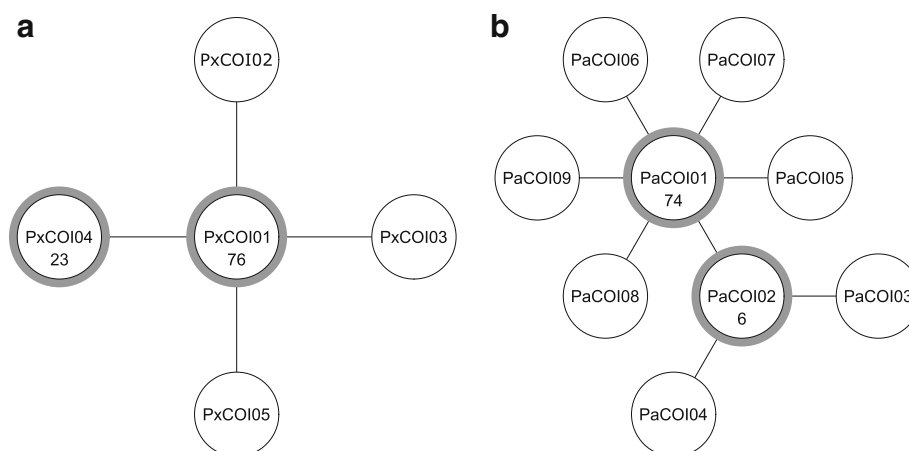 a
PxCOI02
PxCOI04
23
PxCOI01
76
PxCOI03
PxCOI05
b
PaCOI06
PaCOI07
PaCOI09
PaCOI01
74
PaCOI05
PaCOI08
PaCOI02
6
PaCOI03
PaCOI04